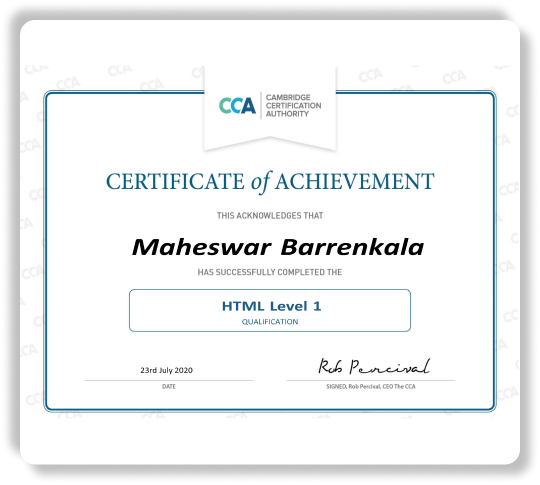 CCA
CAMBRIDGE
CERTIFICATION
AUTHORITY
CERTIFICATE of ACHIEVEMENT
THIS ACKNOWLEDGES THAT
Maheswar Barrenkala
HAS SUCCESSFULLY COMPLETED THE
HTML Level 1
QUALIFICATION
23rd July 2020
Rob Percival
DATE
SIGNED, Rob Percival, CEO The CCA